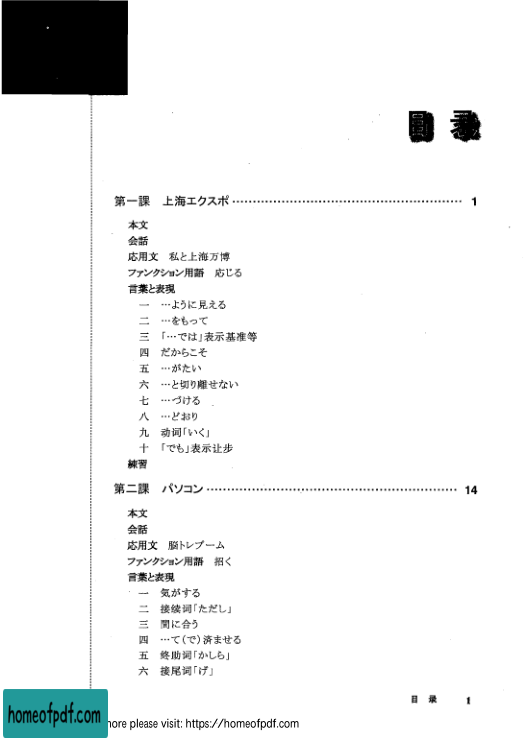 目录
第一課　上海エクスポ…………………………………………………… 1
本文
会話
応用文　私と上海万博
ファンクション用語　応じる
言葉と表現
一　…ように見える
二　…をもって
三　「…では」表示基准等
四　だからこそ
五　…がたい
六　…と切り離せない
七　…づける
八　…どおり
九　动词「いく」
十　「でも」表示让步
練習
第二課　パソコン………………………………………………………… 14
本文
会話
応用文　脳トレブーム
ファンクション用語　招く
言葉と表現
一　気がする
二　接续词「ただし」
三　間に合う
四　…て(で)済ませる
五　終助词「かしら」
六　接尾词「げ」
目　录　1
homeofpdf.com
more please visit: https://homeofpdf.com